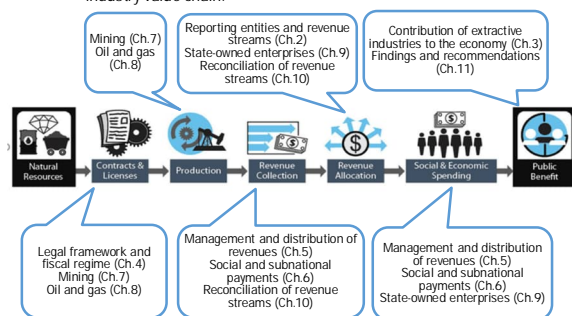 industry value chain.
Mining (Ch.7)
Oil and gas
(Ch.8)
Reporting entities and revenue
streams (Ch.2)
State-owned enterprises (Ch.9)
Reconciliation of revenue
streams (Ch.10)
Contribution of extractive
industries to the economy (Ch.3)
Findings and recommendations
(Ch.11)
Natural
Resources
Contracts &
Licenses
Production
Revenue
Collection
Revenue
Allocation
Social & Economic
Spending
Public
Benefit
Legal framework and
fiscal regime (Ch.4)
Mining (Ch.7)
Oil and gas (Ch.8)
Management and distribution of
revenues (Ch.5)
Social and subnational
payments (Ch.6)
Reconciliation of revenue
streams (Ch.10)
Management and distribution
of revenues (Ch.5)
Social and subnational
payments (Ch.6)
State-owned enterprises (Ch.9)